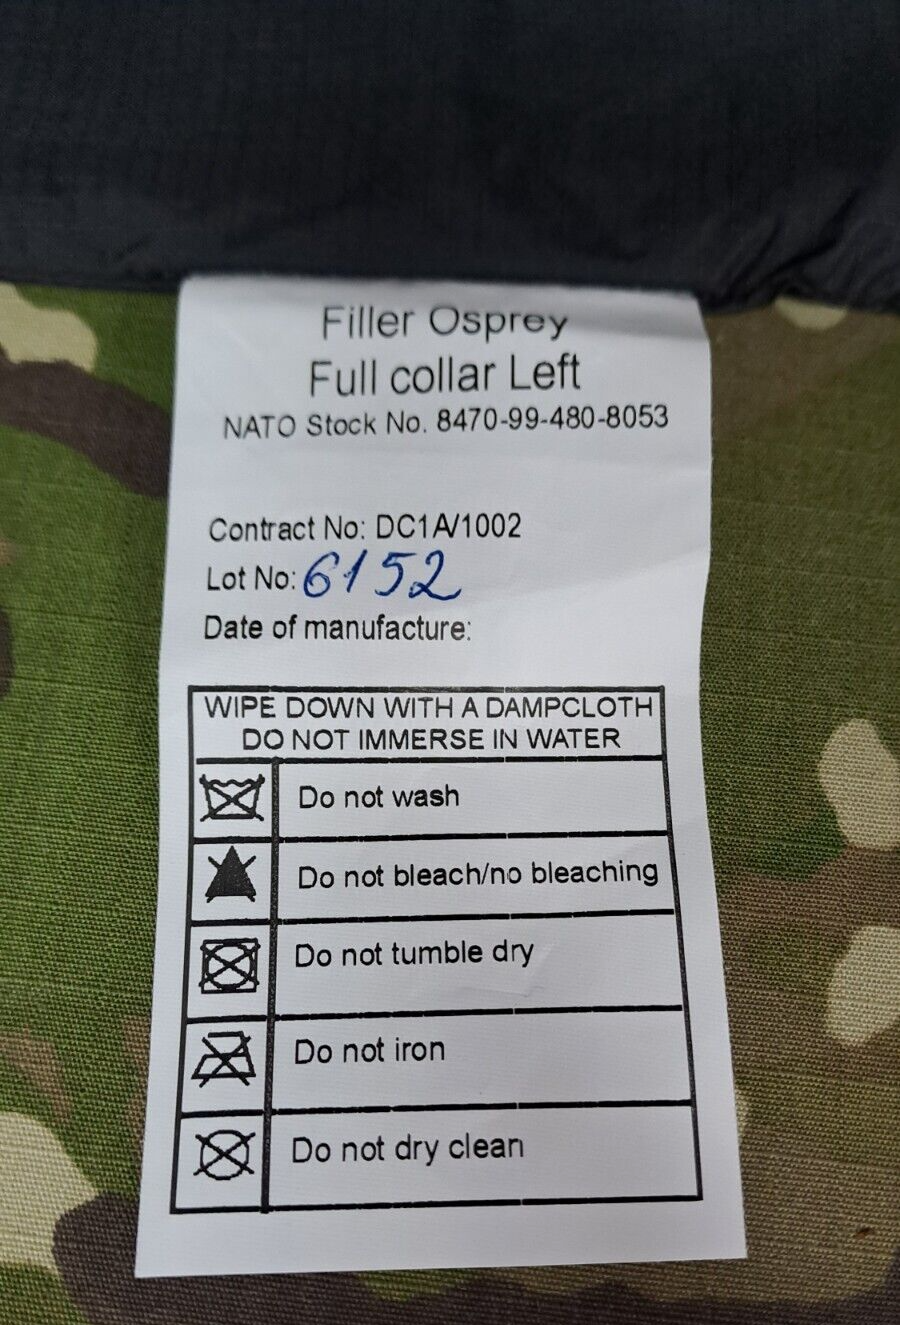 Filler Osprey
Full collar Left
NATO Stock No. 8470-99-480-8053
Contract No: DC1A/1002
Lot No: 6152
Date of manufacture:
WIPE DOWN WITH A DAMPCLOTH
DO NOT IMMERSE IN WATER
Do not wash
Do not bleach/no bleaching
Do not tumble dry
Do not iron
Do not dry clean